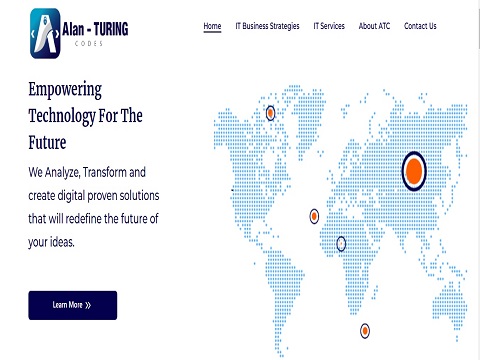 Alan - TURING
CODES
Home IT Business Strategies IT Services About ATC Contact Us
Empowering
Technology For The
Future
We Analyze, Transform and
create digital proven solutions
that will redefine the future of
your ideas.
Learn More »